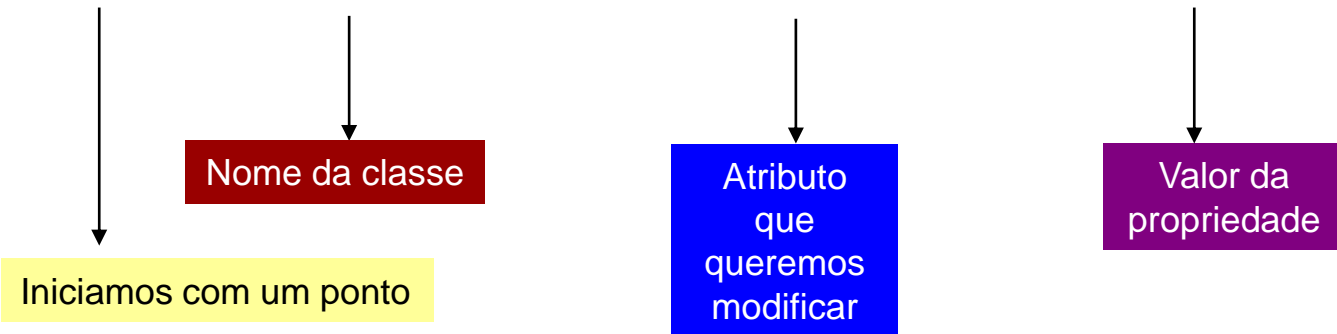 Nome da classe
Iniciamos com um ponto
Atributo
que
queremos
modificar
Valor da
propriedade